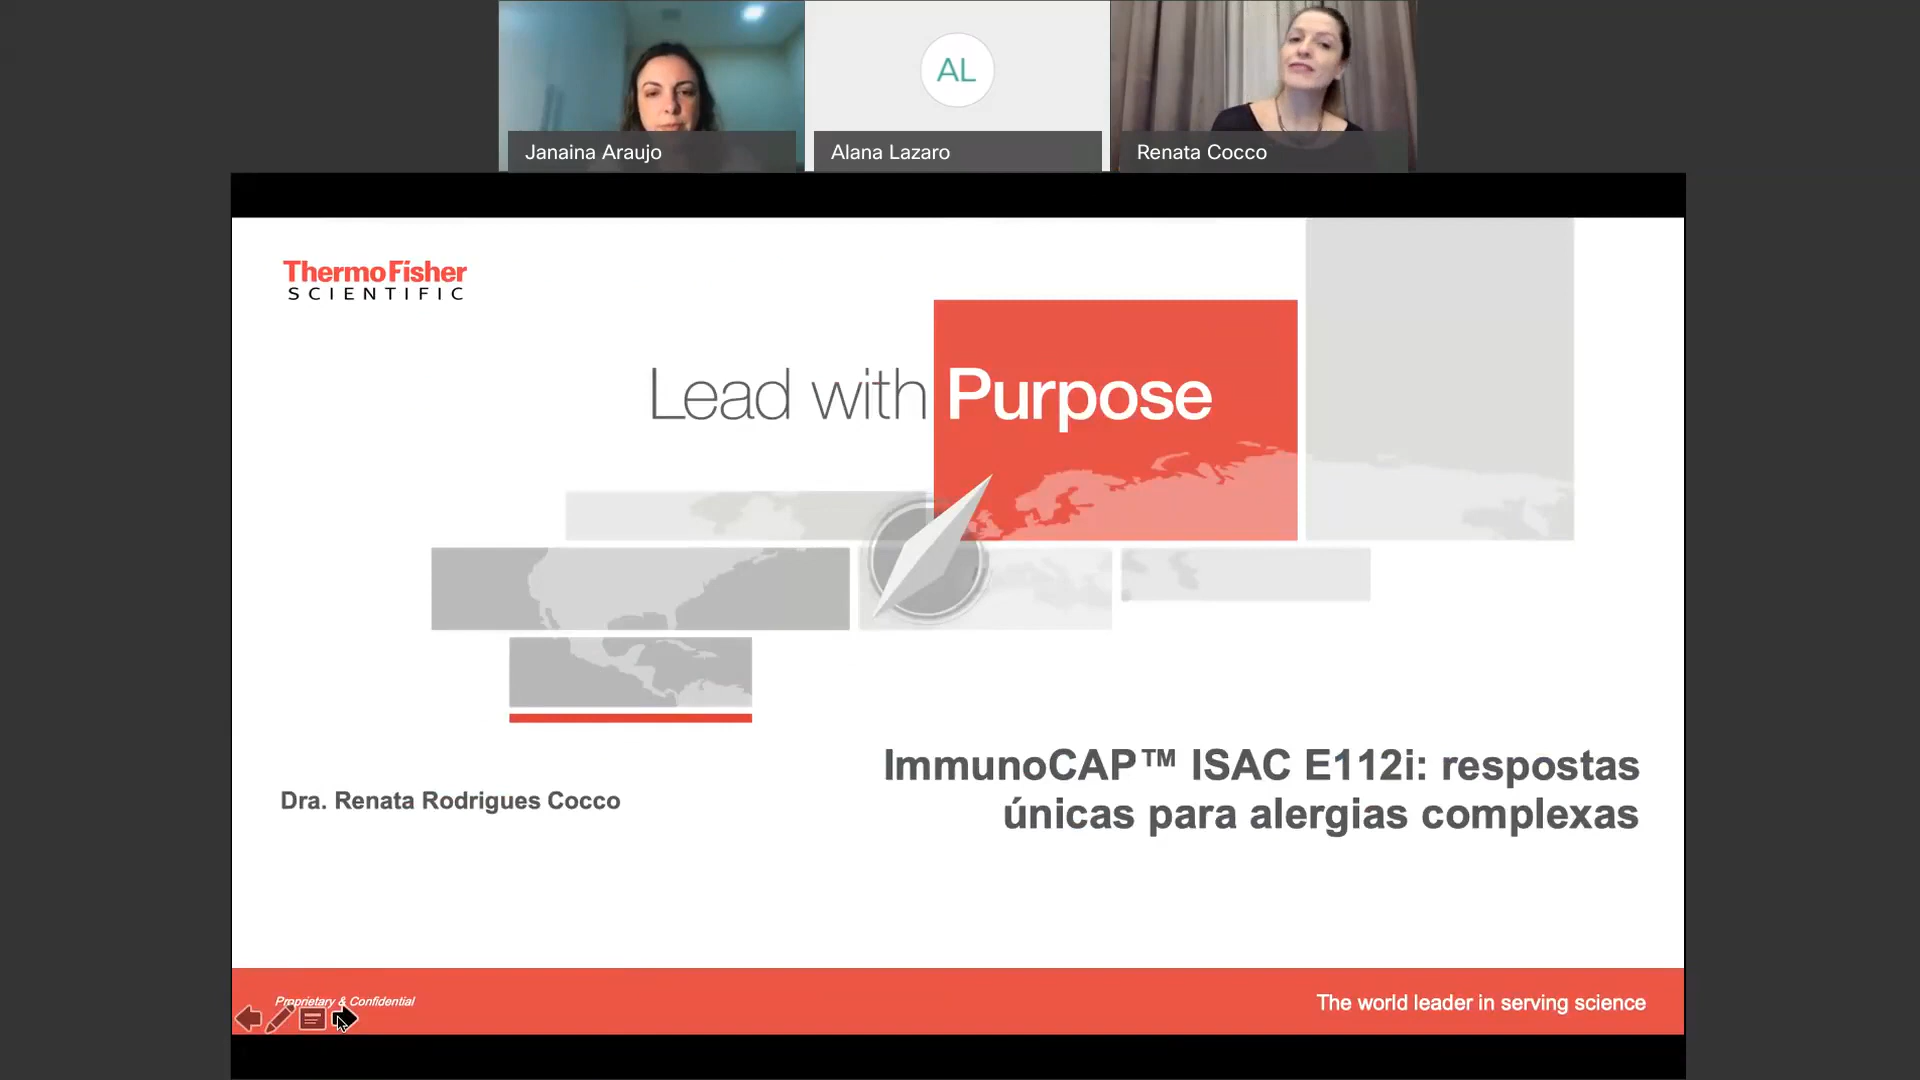 AL
Janaina Araujo
Alana Lazaro
Renata Cocco
ThermoFisher
SCIENTIFIC
Lead with Purpose
ImmunoCAP™ ISAC E112i: respostas
únicas para alergias complexas
Dra. Renata Rodrigues Cocco
Proprietary & Confidential
The world leader in serving science